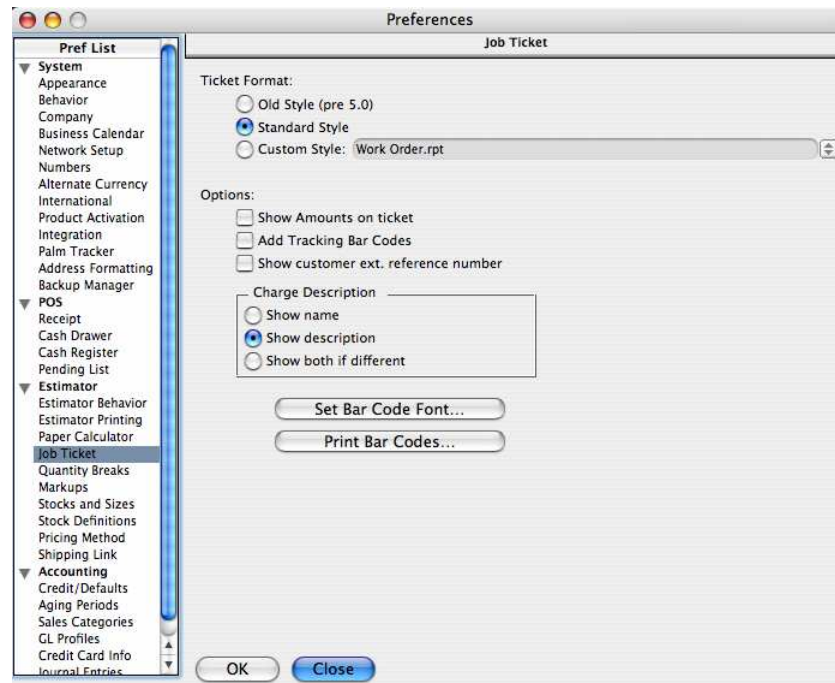 Preferences
Pref List
System
Appearance
Behavior
Company
Business Calendar
Network Setup
Numbers
Alternate Currency
International
Product Activation
Integration
Palm Tracker
Address Formatting
Backup Manager
POS
Receipt
Cash Drawer
Cash Register
Pending List
Estimator
Estimator Behavior
Estimator Printing
Paper Calculator
Job Ticket
Quantity Breaks
Markups
Stocks and Sizes
Stock Definitions
Pricing Method
Shipping Link
Accounting
Credit/Defaults
Aging Periods
Sales Categories
GL Profiles
Credit Card Info
Journal Entries
Job Ticket
Ticket Format:
Old Style (pre 5.0)
Standard Style
Custom Style: Work Order.rpt
Options:
Show Amounts on ticket
Add Tracking Bar Codes
Show customer ext. reference number
Charge Description
Show name
Show description
Show both if different
Set Bar Code Font...
Print Bar Codes...
OK Close